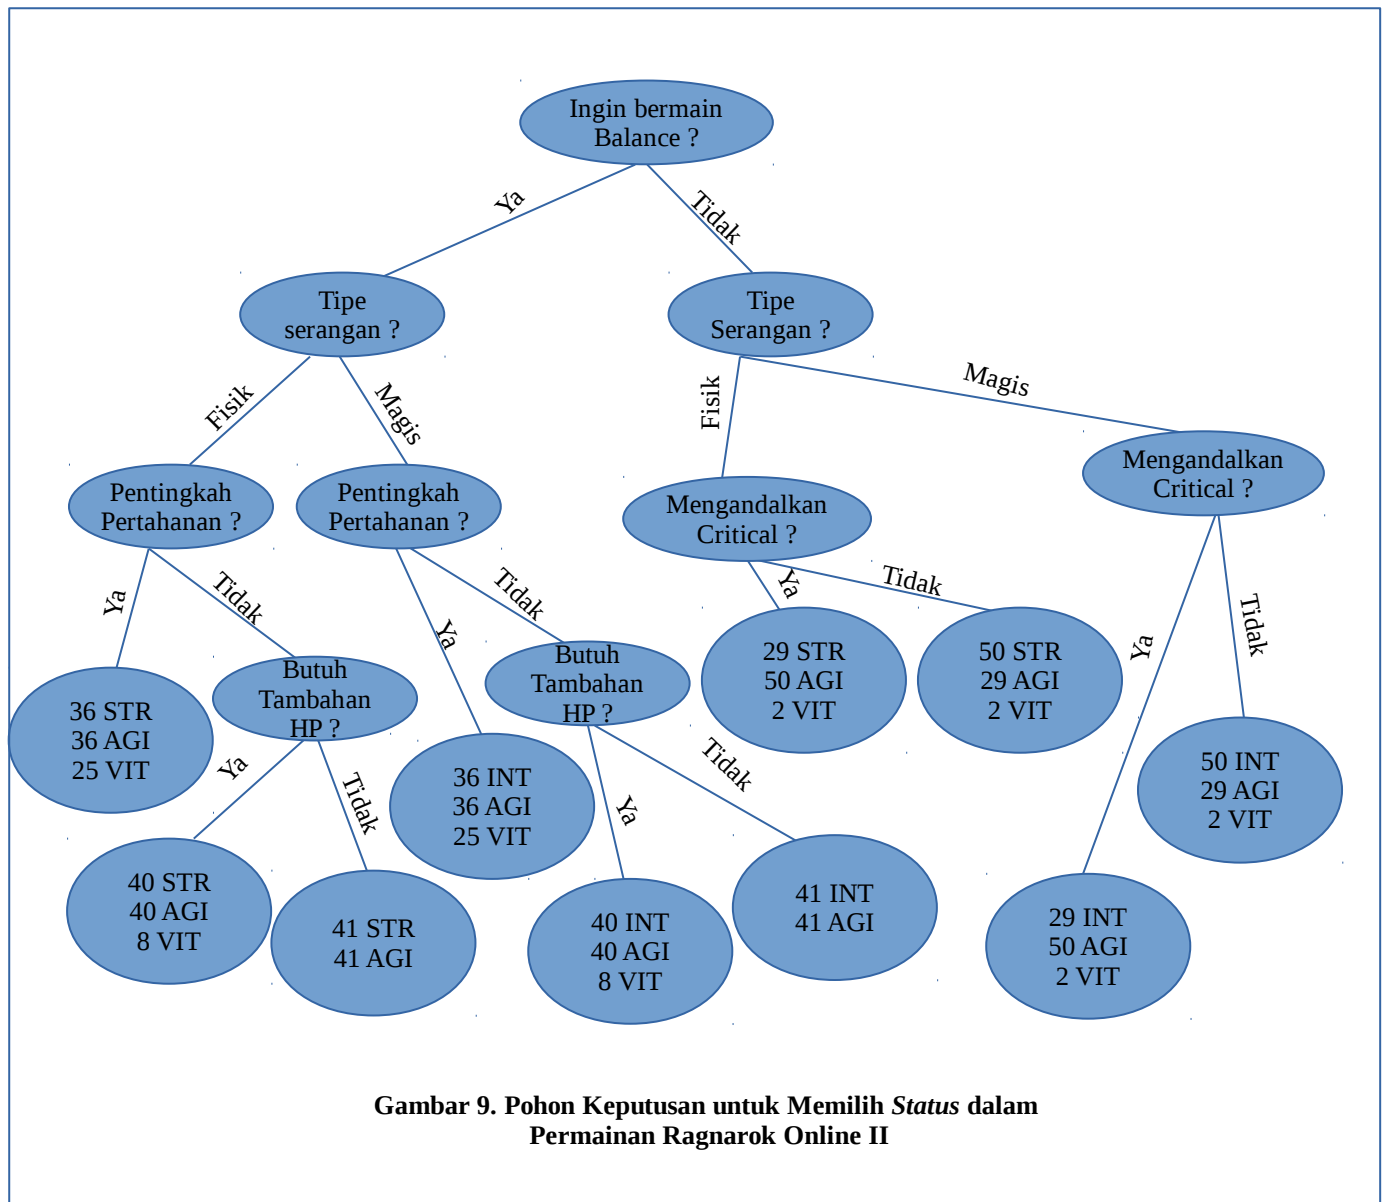 Ingin bermain
Balance ?
Ya
Tidak
Tipe
serangan ?
Tipe
Serangan ?
Fisik
Magis
Fisik
Magis
Pentingkah
Pertahanan ?
Pentingkah
Pertahanan ?
Mengandalkan
Critical ?
Mengandalkan
Critical ?
Ya
Tidak
Ya
Tidak
Ya
Tidak
Ya
Tidak
36 STR
36 AGI
25 VIT
Butuh
Tambahan
HP ?
36 INT
36 AGI
25 VIT
Butuh
Tambahan
HP ?
29 STR
50 AGI
2 VIT
50 STR
29 AGI
2 VIT
29 INT
50 AGI
2 VIT
50 INT
29 AGI
2 VIT
Ya
Tidak
Ya
Tidak
40 STR
40 AGI
8 VIT
41 STR
41 AGI
40 INT
40 AGI
8 VIT
41 INT
41 AGI
Gambar 9. Pohon Keputusan untuk Memilih Status dalam
Permainan Ragnarok Online II